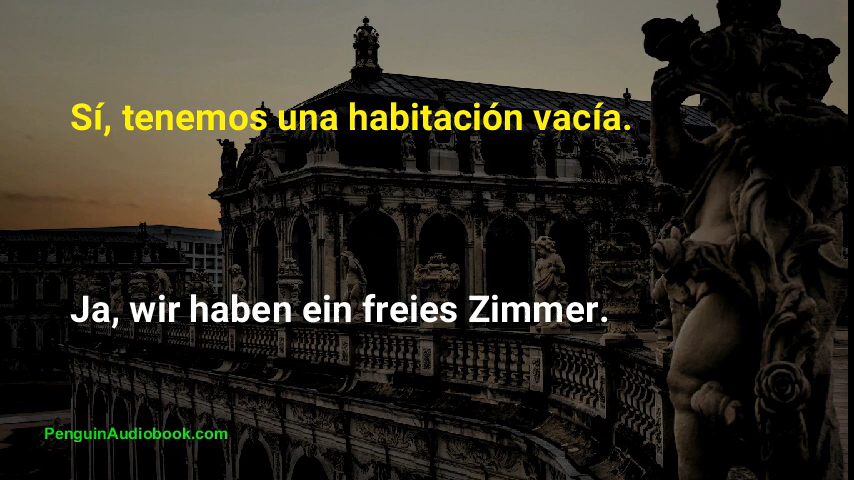 Sí, tenemos una habitación vacía.
Ja, wir haben ein freies Zimmer.
PenguinAudiobook.com